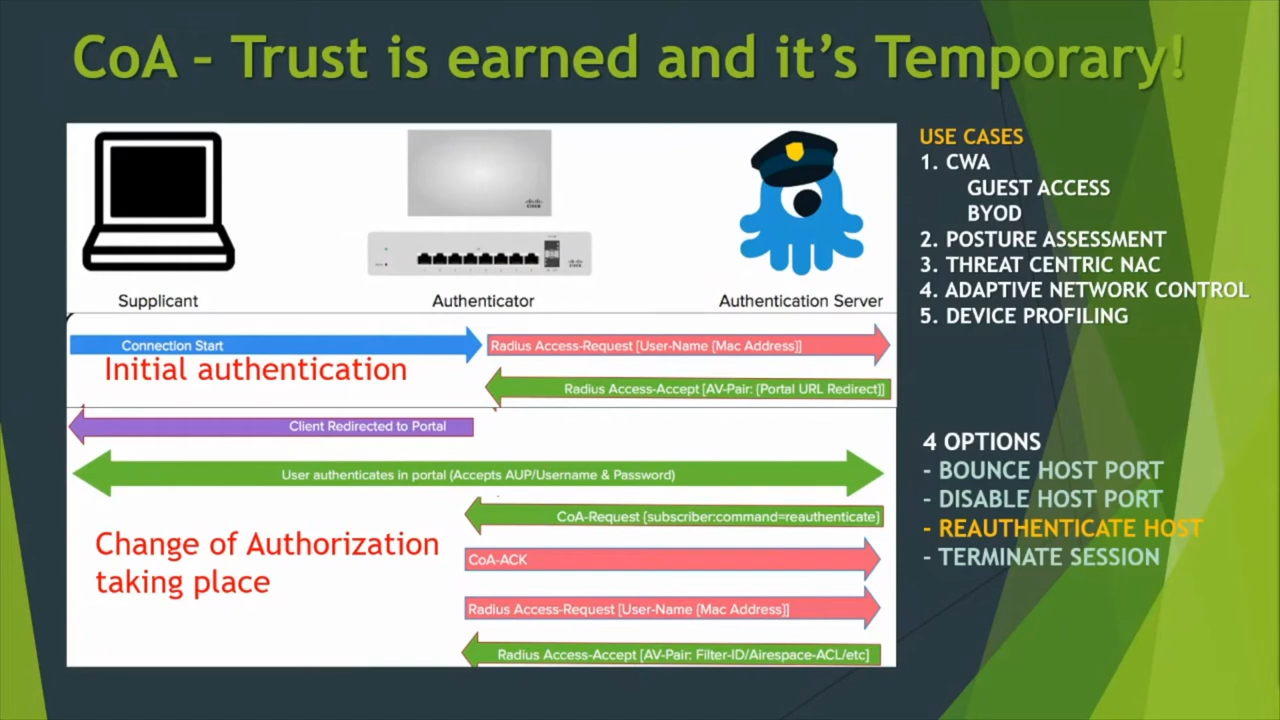 CoA – Trust is earned and it's Temporary!
Supplicant
Authenticator
Authentication Server
Connection Start
Radius Access-Request [User-Name {Mac Address}]
Initial authentication
Radius Access-Accept [AV-Pair: {Portal URL Redirect}]
Client Redirected to Portal
User authenticates in portal (Accepts AUP/Username & Password)
CoA-Request {subscriber:command=reauthenticate}
Change of Authorization
taking place
CoA-ACK
Radius Access-Request [User-Name {Mac Address}]
Radius Access-Accept [AV-Pair: Filter-ID/Airespace-ACL/etc]
USE CASES
1. CWA
GUEST ACCESS
BYOD
2. POSTURE ASSESSMENT
3. THREAT CENTRIC NAC
4. ADAPTIVE NETWORK CONTROL
5. DEVICE PROFILING
4 OPTIONS
- BOUNCE HOST PORT
- DISABLE HOST PORT
- REAUTHENTICATE HOST
- TERMINATE SESSION